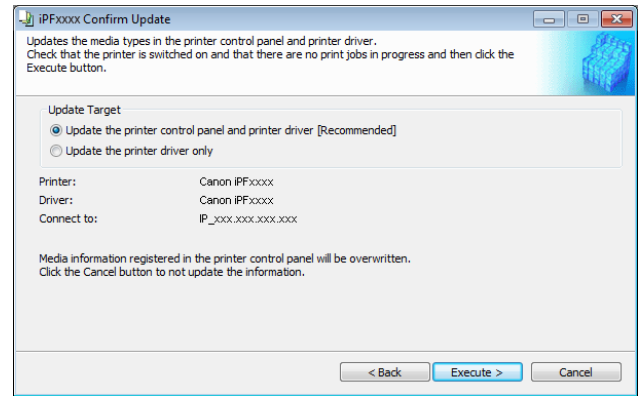 iPFxxxx Confirm Update
Updates the media types in the printer control panel and printer driver.
Check that the printer is switched on and that there are no print jobs in progress and then click the
Execute button.
Update Target
Update the printer control panel and printer driver [Recommended]
Update the printer driver only
Printer: Canon iPFxxxx
Driver: Canon iPFxxxx
Connect to: IP_xxx.xxx.xxx.xxx
Media information registered in the printer control panel will be overwritten.
Click the Cancel button to not update the information.
< Back Execute > Cancel